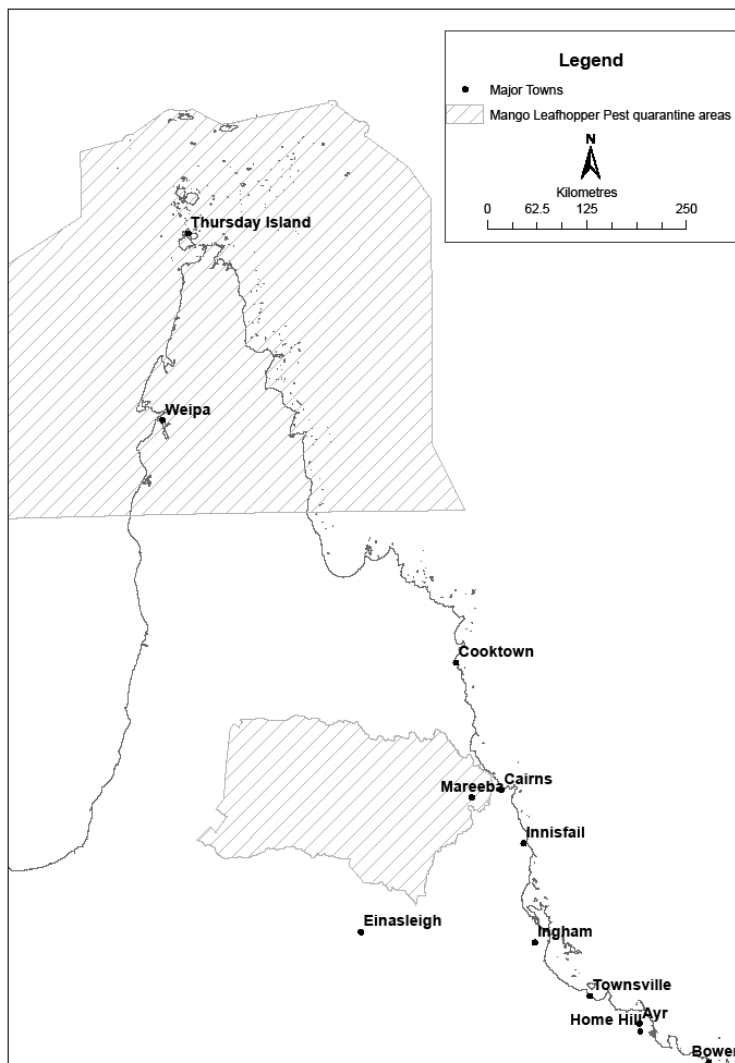 Legend
Major Towns
Mango Leafhopper Pest quarantine areas
N
Kilometres
0 62.5 125 250
Thursday Island
Weipa
Cooktown
Cairns
Mareeba
Innisfail
Einasleigh
Ingham
Townsville
Ayr
Home Hill
Bowen